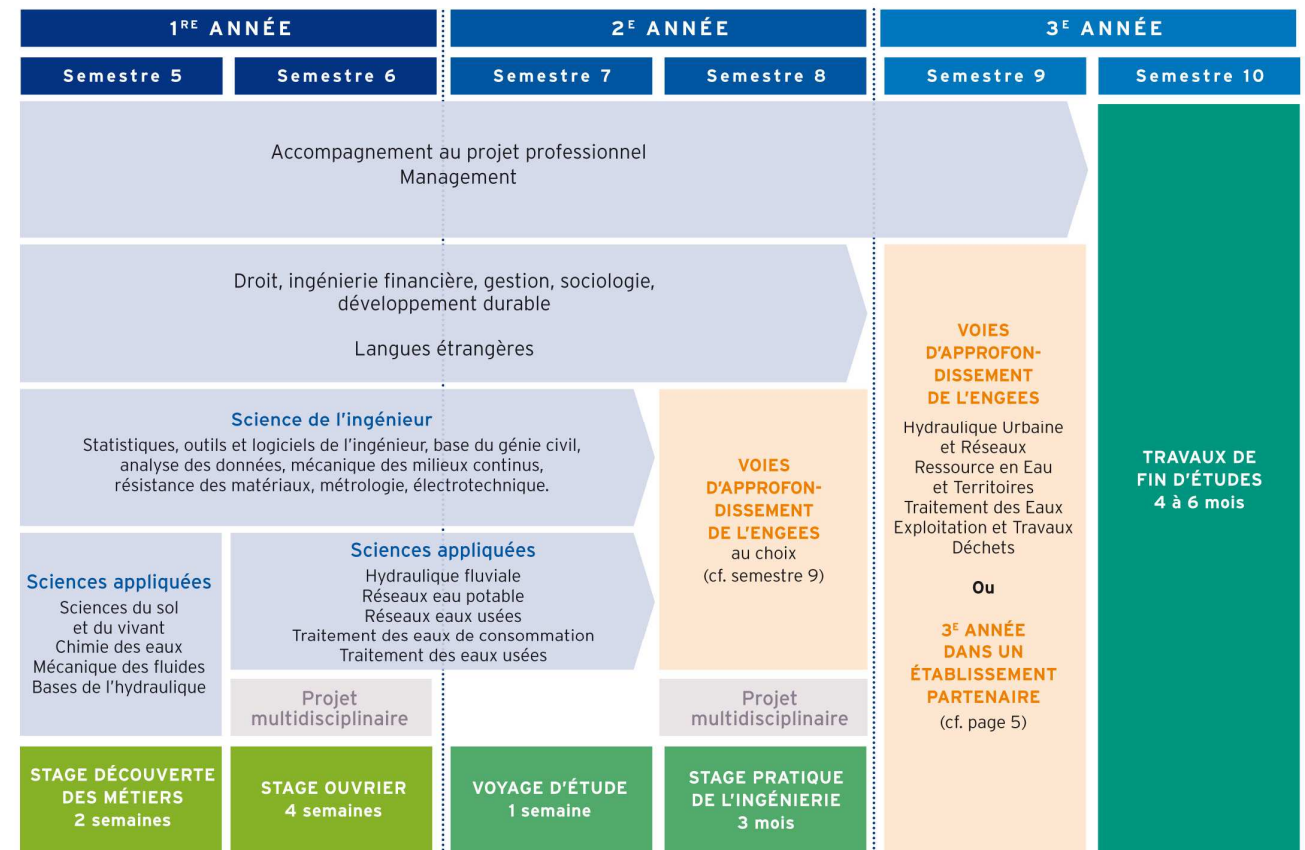 1RE ANNÉE
2E ANNÉE
3E ANNÉE
Semestre 5
Semestre 6
Semestre 7
Semestre 8
Semestre 9
Semestre 10
Accompagnement au projet professionnel
Management
Droit, ingénierie financière, gestion, sociologie,
développement durable
Langues étrangères
Science de l'ingénieur
Statistiques, outils et logiciels de l'ingénieur, base du génie civil,
analyse des données, mécanique des milieux continus,
résistance des matériaux, métrologie, électrotechnique.
Sciences appliquées
Sciences du sol
et du vivant
Chimie des eaux
Mécanique des fluides
Bases de l'hydraulique
Sciences appliquées
Hydraulique fluviale
Réseaux eau potable
Réseaux eaux usées
Traitement des eaux de consommation
Traitement des eaux usées
Projet
multidisciplinaire
VOIES
D'APPROFON-
DISSEMENT
DE L'ENGEES
au choix
(cf. semestre 9)
Projet
multidisciplinaire
VOIES
D'APPROFON-
DISSEMENT
DE L'ENGEES
Hydraulique Urbaine
et Réseaux
Ressource en Eau
et Territoires
Traitement des Eaux
Exploitation et Travaux
Déchets
Ou
3E ANNÉE
DANS UN
ÉTABLISSEMENT
PARTENAIRE
(cf. page 5)
TRAVAUX DE
FIN D'ÉTUDES
4 à 6 mois
STAGE DÉCOUVERTE
DES MÉTIERS
2 semaines
STAGE OUVRIER
4 semaines
VOYAGE D'ÉTUDE
1 semaine
STAGE PRATIQUE
DE L'INGÉNIERIE
3 mois